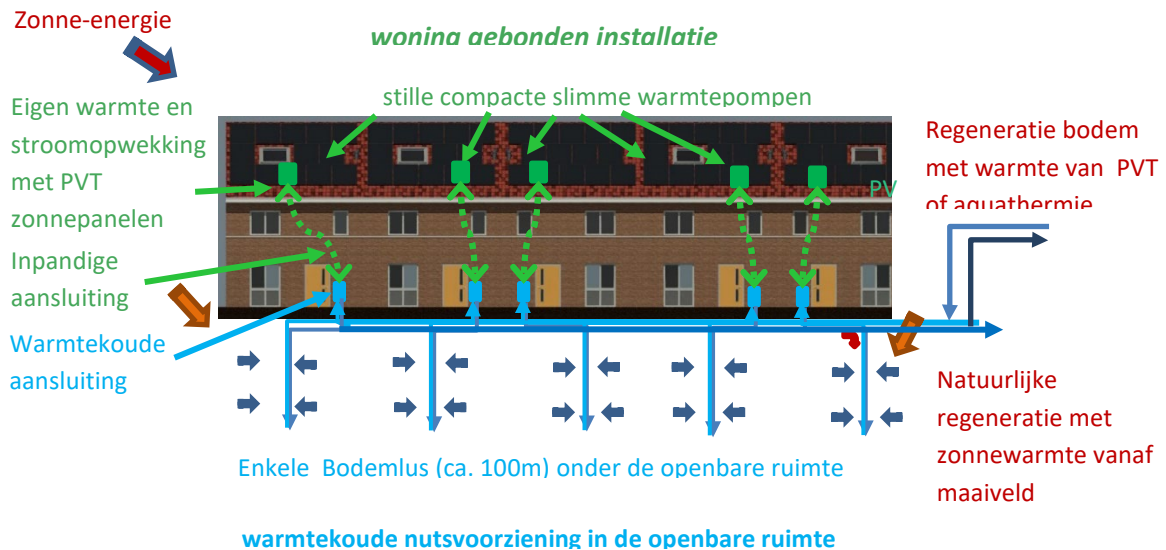 Zonne-energie
woning gebonden installatie
Eigen warmte en
stroomopwekking
met PVT
zonnepanelen
stille compacte slimme warmtepompen
PV
Regeneratie bodem
met warmte van PVT
of aquathermie
Inpandige
aansluiting
Warmtekoude
aansluiting
Natuurlijke
regeneratie met
zonnewarmte vanaf
maaiveld
Enkele Bodemlus (ca. 100m) onder de openbare ruimte
warmtekoude nutsvoorziening in de openbare ruimte